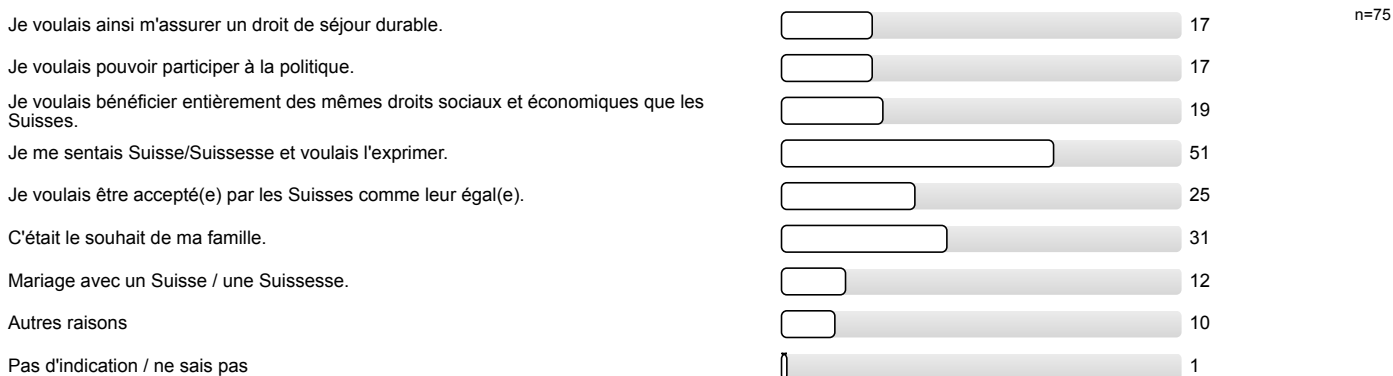 Je voulais ainsi m'assurer un droit de séjour durable. 17 n=75
Je voulais pouvoir participer à la politique. 17
Je voulais bénéficier entièrement des mêmes droits sociaux et économiques que les
Suisses. 19
Je me sentais Suisse/Suissesse et voulais l'exprimer. 51
Je voulais être accepté(e) par les Suisses comme leur égal(e). 25
C'était le souhait de ma famille. 31
Mariage avec un Suisse / une Suissesse. 12
Autres raisons 10
Pas d'indication / ne sais pas 1